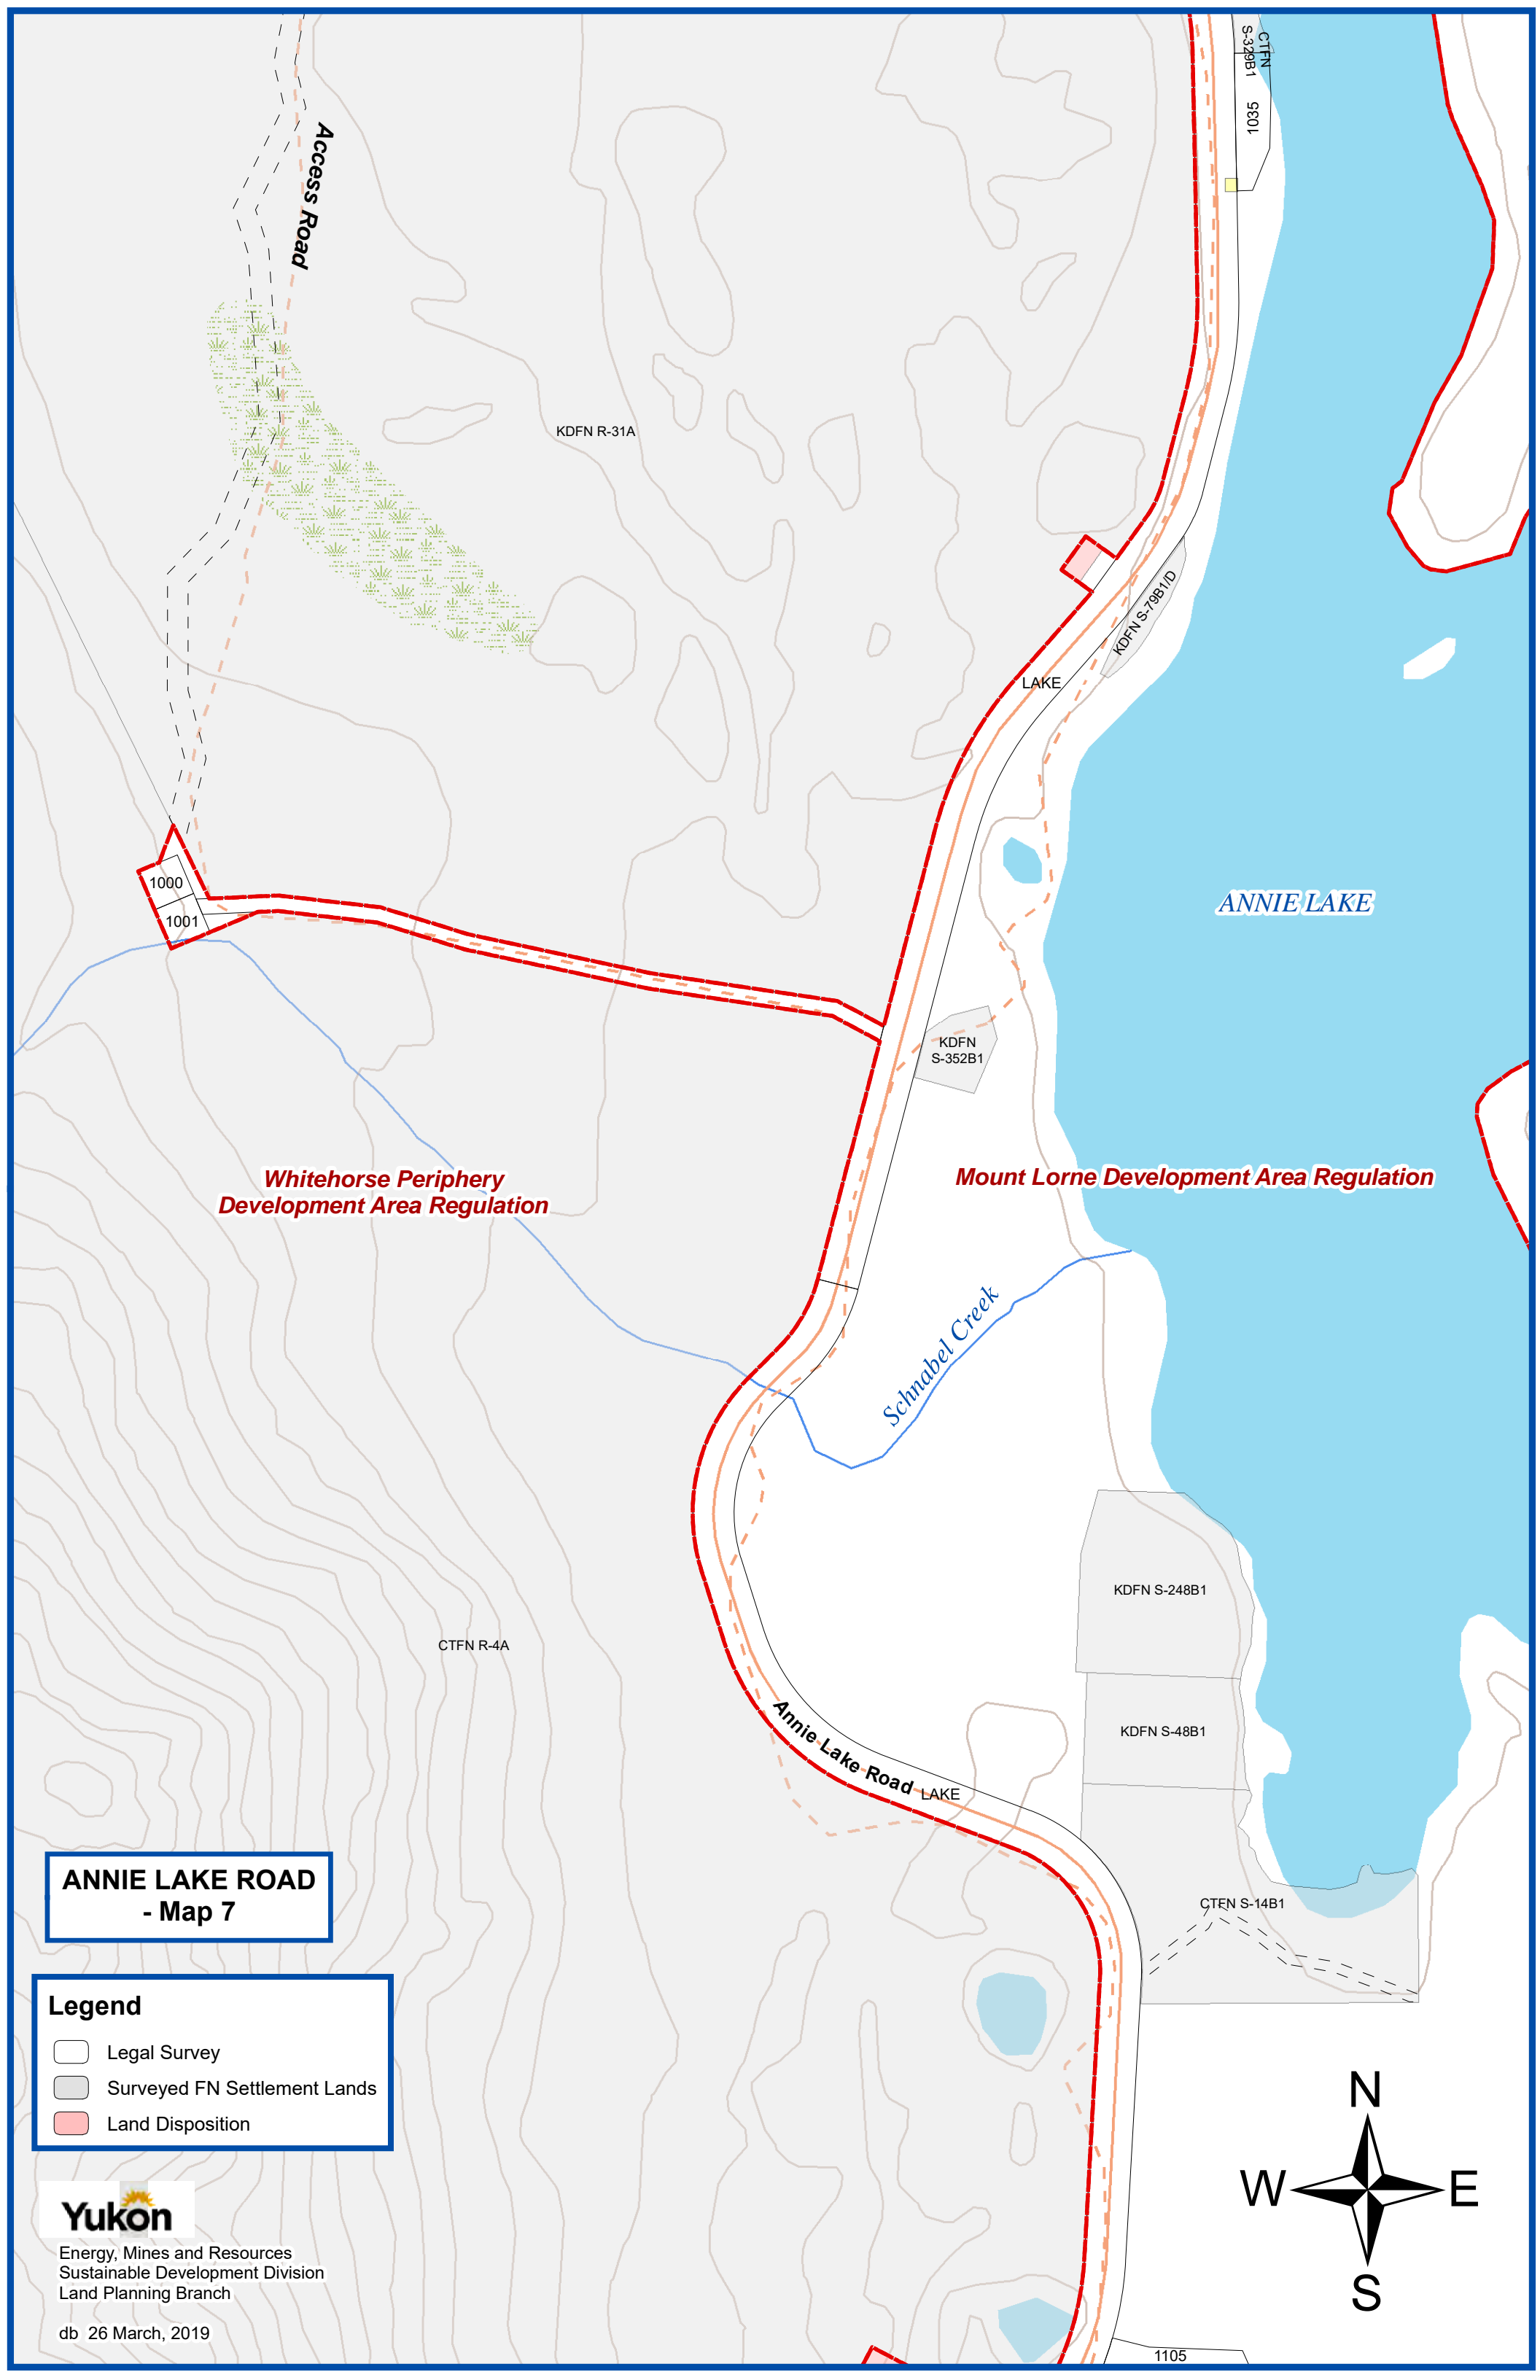 CTFN
S-329B1
1035
Access Road
KDFN R-31A
KDFN S-79B1/D
LAKE
1000
1001
ANNIE LAKE
KDFN
S-352B1
Whitehorse Periphery
Development Area Regulation
Mount Lorne Development Area Regulation
Schnabel Creek
KDFN S-248B1
CTFN R-4A
KDFN S-48B1
Annie Lake Road
LAKE
CTFN S-14B1
ANNIE LAKE ROAD
- Map 7
Legend
Legal Survey
Surveyed FN Settlement Lands
Land Disposition
N
W
E
S
Yukon
Energy, Mines and Resources
Sustainable Development Division
Land Planning Branch
db 26 March, 2019
1105